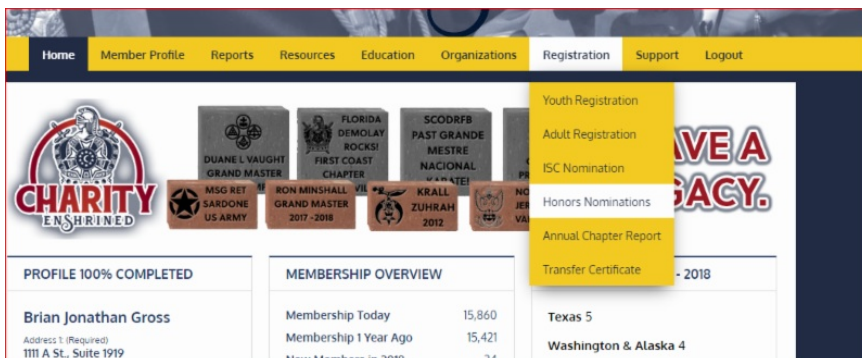 Home Member Profile Reports Resources Education Organizations Registration Support Logout
Youth Registration
Adult Registration
ISC Nomination
Honors Nominations
Annual Chapter Report
Transfer Certificate
CHARITY
ENSHRINED
DUANE L VAUGHT
GRAND MASTER
FLORIDA
DEMOLAY
ROCKS!
FIRST COAST
CHAPTER
SCODRFB
PAST GRANDE
MESTRE
NACIONAL
MSG RET
SARDONE
US ARMY
RON MINSHALL
GRAND MASTER
2017 - 2018
KRALL
ZUHRAH
2012
AVE A
GACY.
PROFILE 100% COMPLETED
Brian Jonathan Gross
Address 1: (Required)
1111 A St., Suite 1919
MEMBERSHIP OVERVIEW
Membership Today 15,860
Membership 1 Year Ago 15,421
- 2018
Texas 5
Washington & Alaska 4